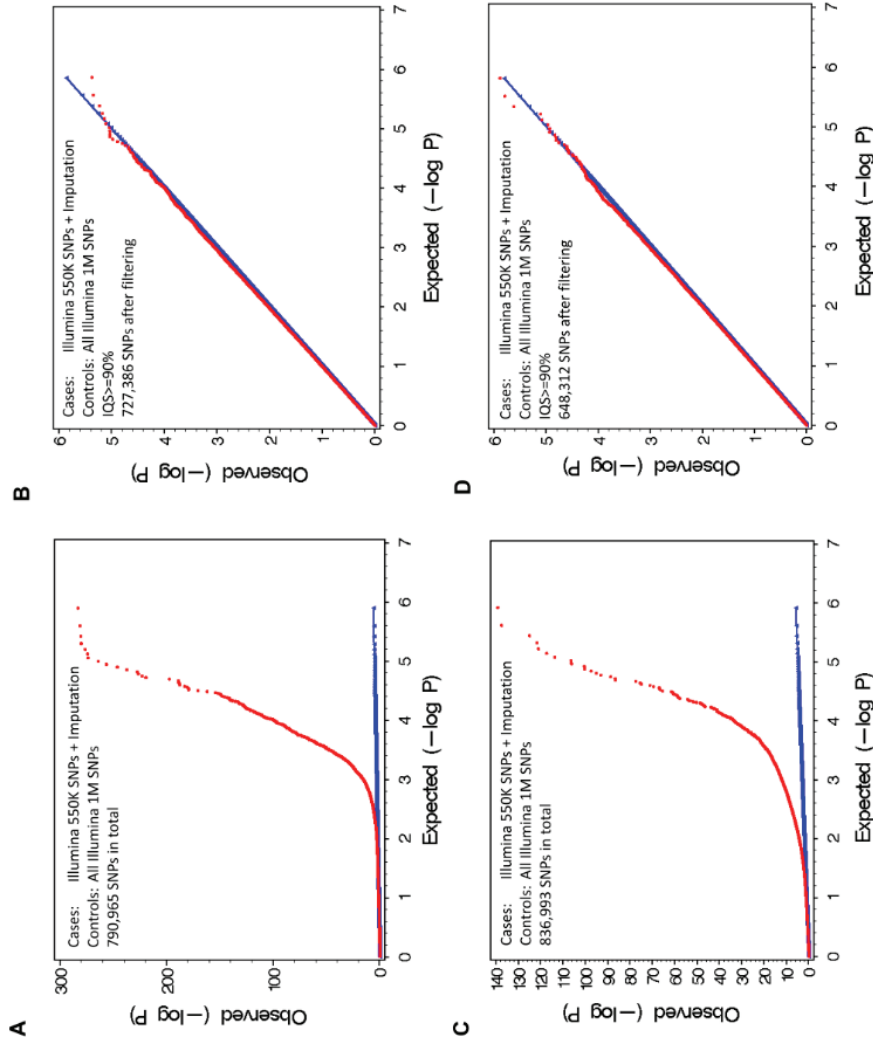 A
300
200
100
0
Observed (−log P)
Cases: Illumina 550K SNPs + Imputation
Controls: All Illumina 1M SNPs
790,965 SNPs in total
0 1 2 3 4 5 6 7
Expected (−log P)
B
6
5
4
3
2
1
0
Observed (−log P)
Cases: Illumina 550K SNPs + Imputation
Controls: All Illumina 1M SNPs
IQS>=90%
727,386 SNPs after filtering
0 1 2 3 4 5 6 7
Expected (−log P)
C
140
130
120
110
100
90
80
70
60
50
40
30
20
10
0
Observed (−log P)
Cases: Illumina 550K SNPs + Imputation
Controls: All Illumina 1M SNPs
836,993 SNPs in total
0 1 2 3 4 5 6 7
Expected (−log P)
D
6
5
4
3
2
1
0
Observed (−log P)
Cases: Illumina 550K SNPs + Imputation
Controls: All Illumina 1M SNPs
IQS>=90%
648,312 SNPs after filtering
0 1 2 3 4 5 6 7
Expected (−log P)